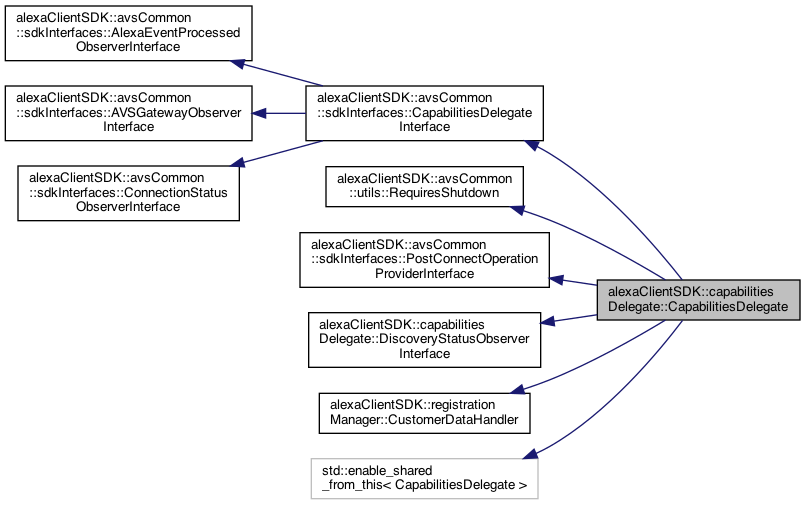 alexaClientSDK::avsCommon
::sdkInterfaces::AlexaEventProcessed
ObserverInterface
alexaClientSDK::avsCommon
::sdkInterfaces::AVSGatewayObserver
Interface
alexaClientSDK::avsCommon
::sdkInterfaces::ConnectionStatus
ObserverInterface
alexaClientSDK::avsCommon
::sdkInterfaces::CapabilitiesDelegate
Interface
alexaClientSDK::avsCommon
::utils::RequiresShutdown
alexaClientSDK::avsCommon
::sdkInterfaces::PostConnectOperation
ProviderInterface
alexaClientSDK::capabilities
Delegate::DiscoveryStatusObserver
Interface
alexaClientSDK::registration
Manager::CustomerDataHandler
std::enable_shared
_from_this< CapabilitiesDelegate >
alexaClientSDK::capabilities
Delegate::CapabilitiesDelegate